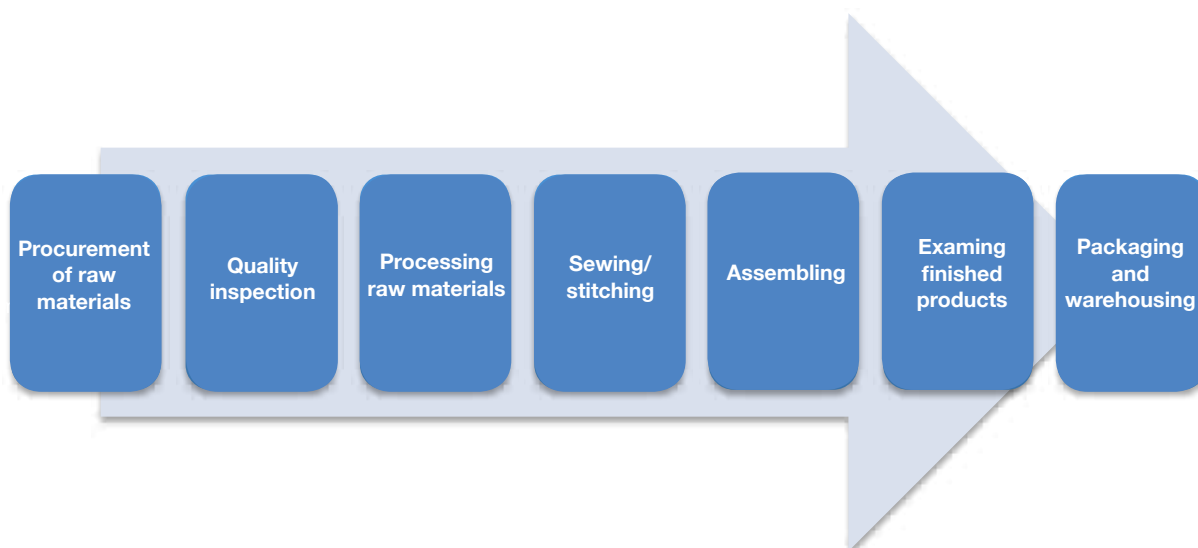 Procurement
of raw
materials
Quality
inspection
Processing
raw materials
Sewing/
stitching
Assembling
Examing
finished
products
Packaging
and
warehousing